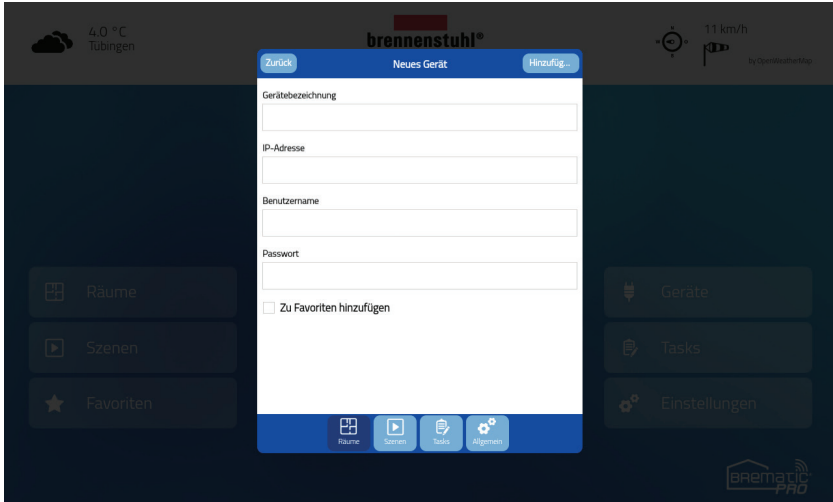 4.0 °C
Tübingen
brennenstuhl®
11 km/h
by OpenWeatherMap
Zurück
Neues Gerät
Hinzufüg...
Gerätebezeichnung
IP-Adresse
Benutzername
Passwort
Zu Favoriten hinzufügen
Räume
Szenen
Favoriten
Geräte
Tasks
Einstellungen
Räume
Szenen
Tasks
Allgemein
Brematic
PRO